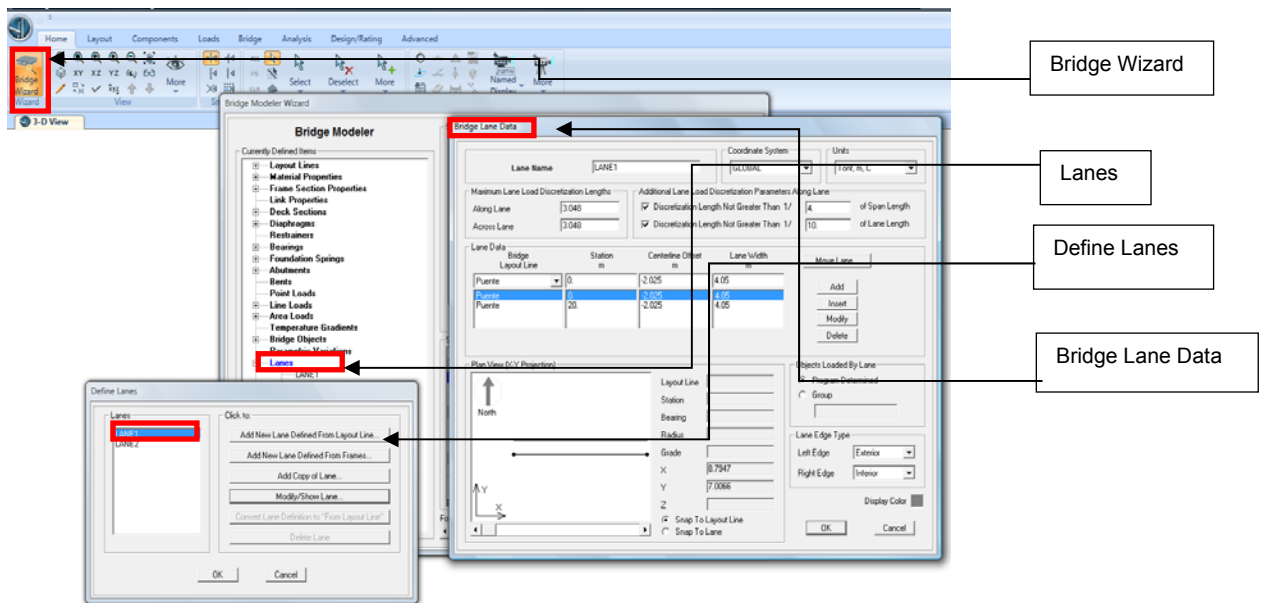 Home Layout Components Loads Bridge Analysis Design/Rating Advanced
Bridge Wizard
XY XZ YZ
More
Select Deselect More
Named Display
More
Wizard View
3-D View
Bridge Modeler Wizard
Bridge Modeler
Currently Defined Items
Layout Lines
Material Properties
Frame Section Properties
Link Properties
Deck Sections
Diaphragms
Restrainers
Bearings
Foundation Springs
Abutments
Bents
Point Loads
Line Loads
Area Loads
Temperature Gradients
Bridge Objects
Parametric Variations
Lanes
LANE1
Bridge Lane Data
Lane Name LANE1
Coordinate System
GLOBAL
Units
Tonf, m, C
Maximum Lane Load Discretization Lengths
Along Lane 3.048
Across Lane 3.048
Additional Lane Load Discretization Parameters Along Lane
Discretization Length Not Greater Than 1/ 4. of Span Length
Discretization Length Not Greater Than 1/ 10. of Lane Length
Lane Data
Bridge Layout Line Station m Centerline Offset m Lane Width m
Puente 0. -2.025 4.05
Puente 0. -2.025 4.05
Puente 20. -2.025 4.05
Move Lane...
Add
Insert
Modify
Delete
Plan View (X-Y Projection)
North
Y
X
Layout Line
Station
Bearing
Radius
Grade
X 8.7947
Y 7.0066
Z
Snap To Layout Line
Snap To Lane
Objects Loaded By Lane
Program Determined
Group
Lane Edge Type
Left Edge Exterior
Right Edge Interior
Display Color
OK Cancel
Define Lanes
Lanes
LANE1
LANE2
Click to:
Add New Lane Defined From Layout Line...
Add New Lane Defined From Frames...
Add Copy of Lane...
Modify/Show Lane...
Convert Lane Definition to "From Layout Line"
Delete Lane
OK Cancel
Bridge Wizard
Lanes
Define Lanes
Bridge Lane Data